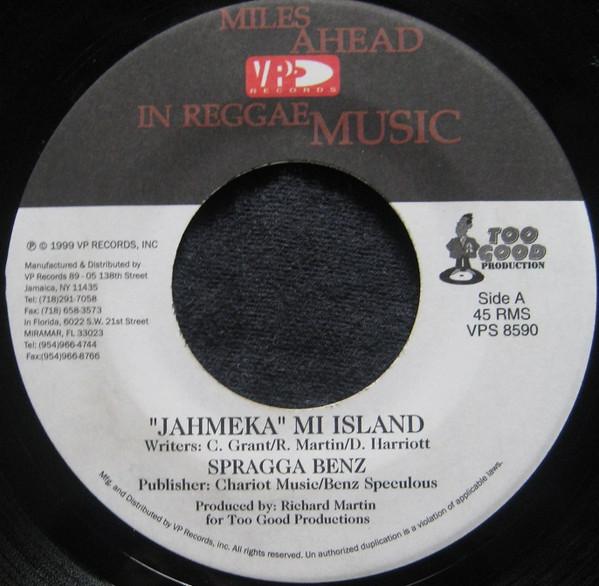 MILES
AHEAD
VP
RECORDS
IN REGGAE MUSIC
℗ © 1999 VP RECORDS, INC
Manufactured & Distributed by
VP Records 89 - 05 138th Street
Jamaica, NY 11435
Tel: (718)291-7058
Fax: (718) 658-3573
In Florida, 6022 S.W. 21st Street
MIRAMAR, FL 33023
Tel: (954)966-4744
Fax:(954)966-8766
TOO
GOOD
PRODUCTION
Side A
45 RMS
VPS 8590
"JAHMEKA" MI ISLAND
Writers: C. Grant/R. Martin/D. Harriott
SPRAGGA BENZ
Publisher: Chariot Music/Benz Speculous
Produced by: Richard Martin
for Too Good Productions
Mfg. and Distributed by VP Records, inc. All rights reserved. Un authorized duplication is a violation of applicable laws.